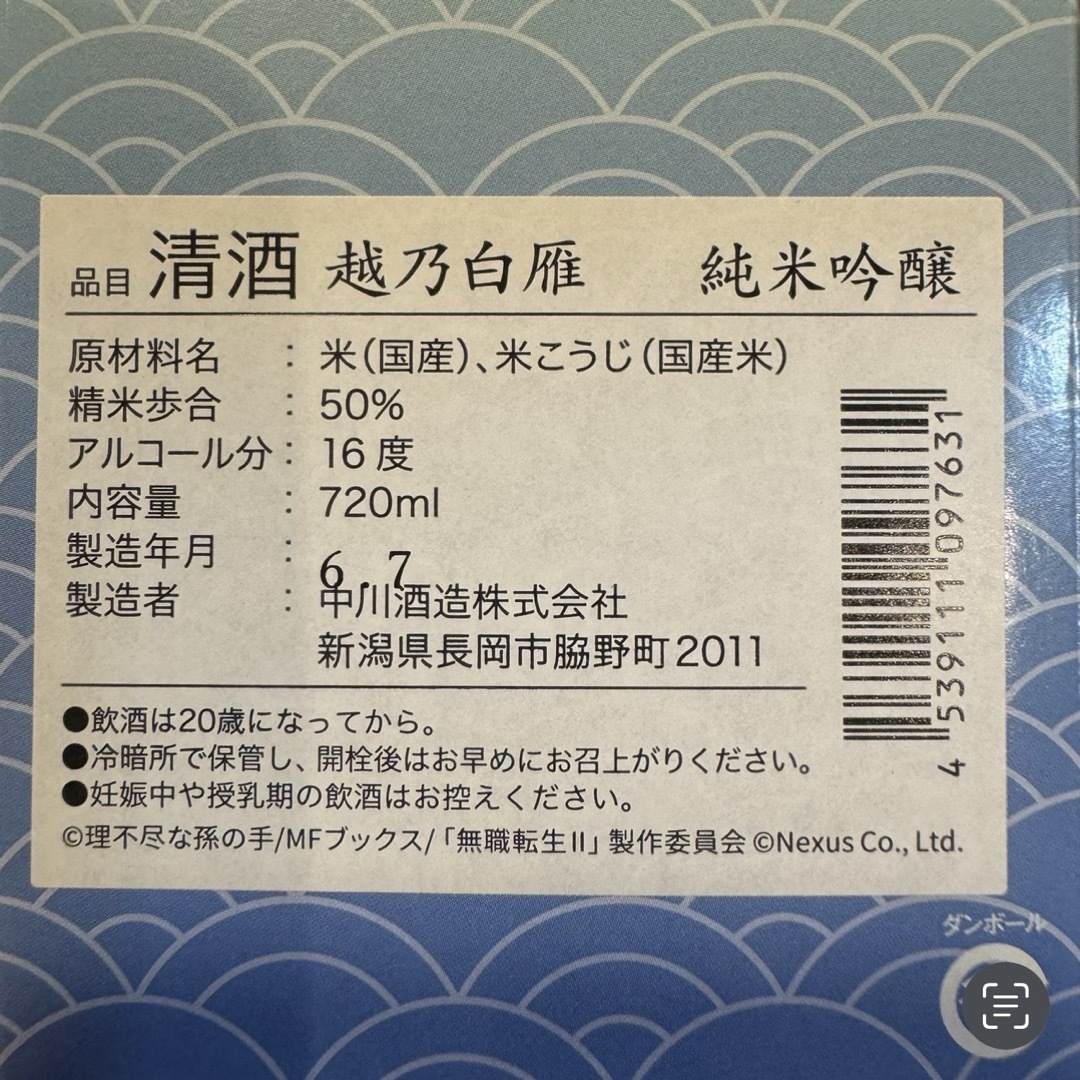 品目 清酒 越乃白雁 純米吟醸
原材料名 : 米(国産)、米こうじ(国産米)
精米歩合 : 50%
アルコール分 : 16 度
内容量 : 720ml
製造年月 : 6.7
製造者 : 中川酒造株式会社
新潟県長岡市脇野町2011
●飲酒は20歳になってから。
●冷暗所で保管し、開栓後はお早めにお召上がりください。
●妊娠中や授乳期の飲酒はお控えください。
©理不尽な孫の手/MFブックス/「無職転生II」製作委員会 ©Nexus Co., Ltd.
4 539111 097631
ダンボール